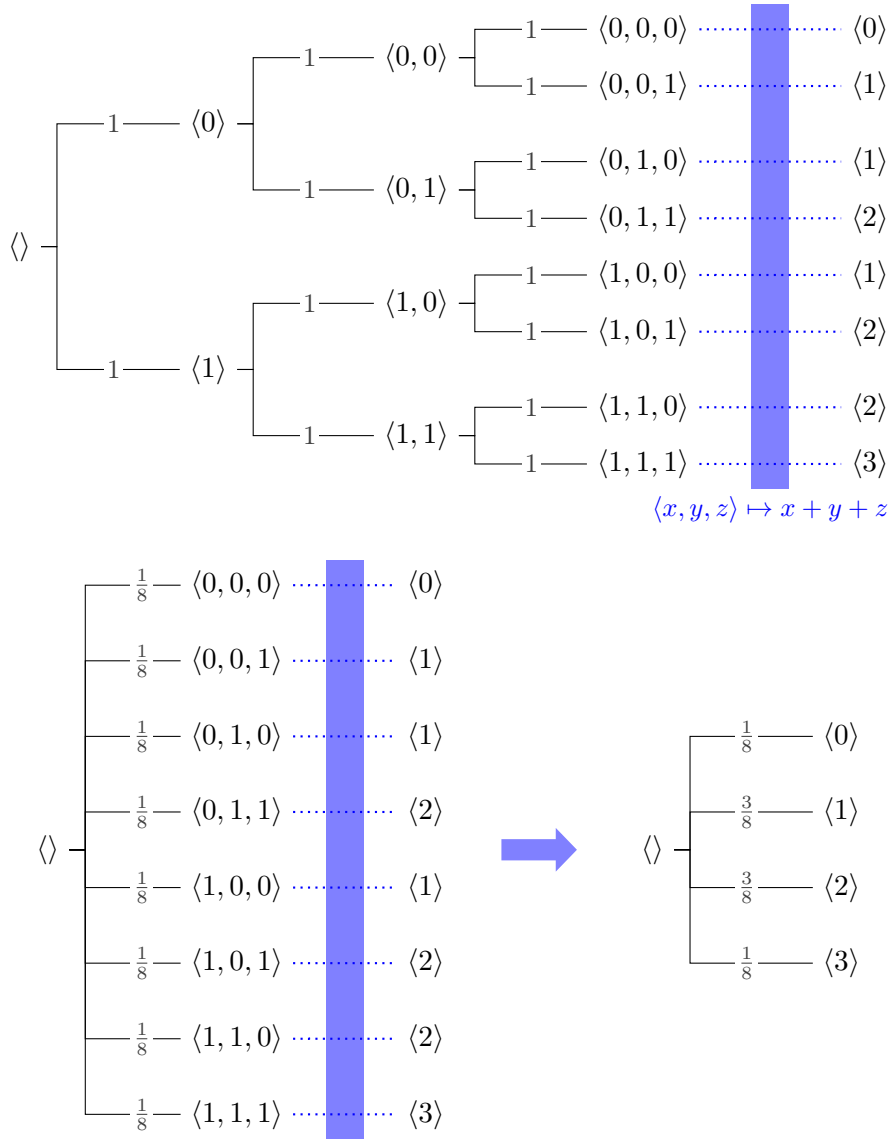 1 ⟨0, 0, 0⟩ ⟨0⟩
1 ⟨0, 0⟩
1 ⟨0, 0, 1⟩ ⟨1⟩
1 ⟨0⟩
1 ⟨0, 1, 0⟩ ⟨1⟩
1 ⟨0, 1⟩
1 ⟨0, 1, 1⟩ ⟨2⟩
⟨⟩
1 ⟨1, 0, 0⟩ ⟨1⟩
1 ⟨1, 0⟩
1 ⟨1, 0, 1⟩ ⟨2⟩
1 ⟨1⟩
1 ⟨1, 1, 0⟩ ⟨2⟩
1 ⟨1, 1⟩
1 ⟨1, 1, 1⟩ ⟨3⟩
⟨x, y, z⟩ ↦ x + y + z
1/8 ⟨0, 0, 0⟩ ⟨0⟩
1/8 ⟨0, 0, 1⟩ ⟨1⟩
1/8 ⟨0, 1, 0⟩ ⟨1⟩
1/8 ⟨0, 1, 1⟩ ⟨2⟩
⟨⟩
1/8 ⟨1, 0, 0⟩ ⟨1⟩
1/8 ⟨1, 0, 1⟩ ⟨2⟩
1/8 ⟨1, 1, 0⟩ ⟨2⟩
1/8 ⟨1, 1, 1⟩ ⟨3⟩
1/8 ⟨0⟩
3/8 ⟨1⟩
⟨⟩
3/8 ⟨2⟩
1/8 ⟨3⟩